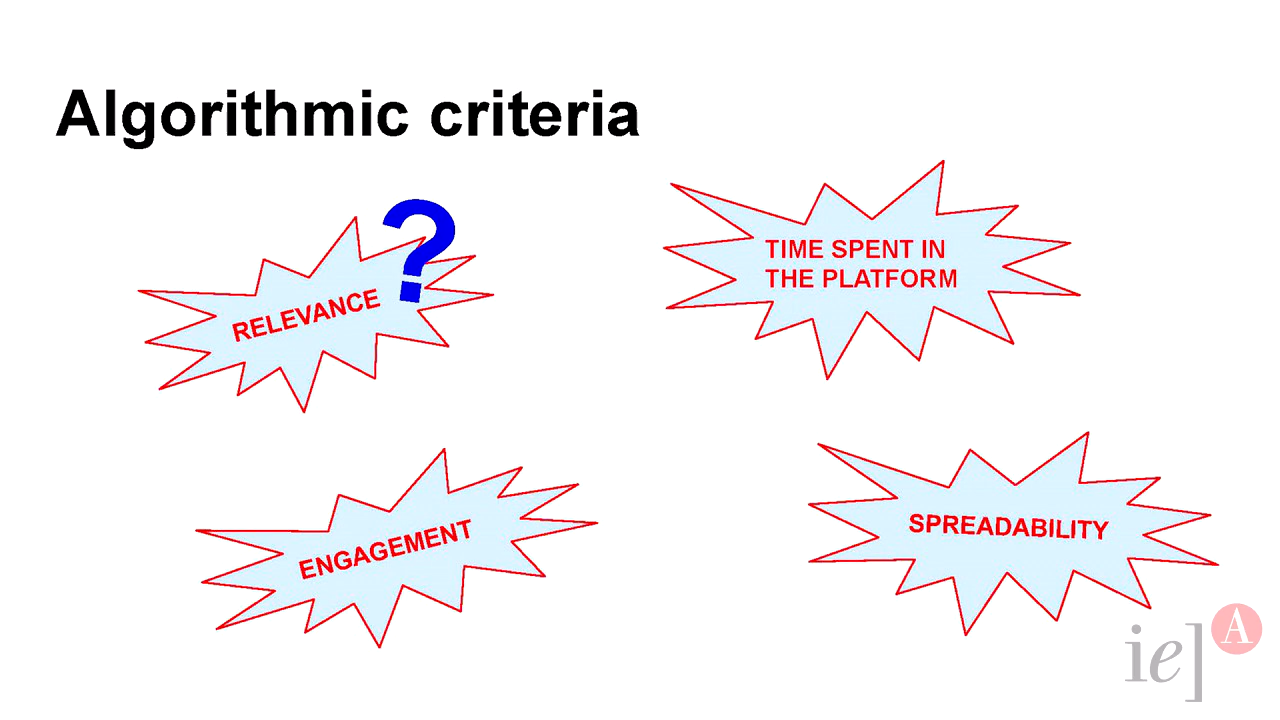 Algorithmic criteria
?
RELEVANCE
TIME SPENT IN
THE PLATFORM
ENGAGEMENT
SPREADABILITY
ie] A